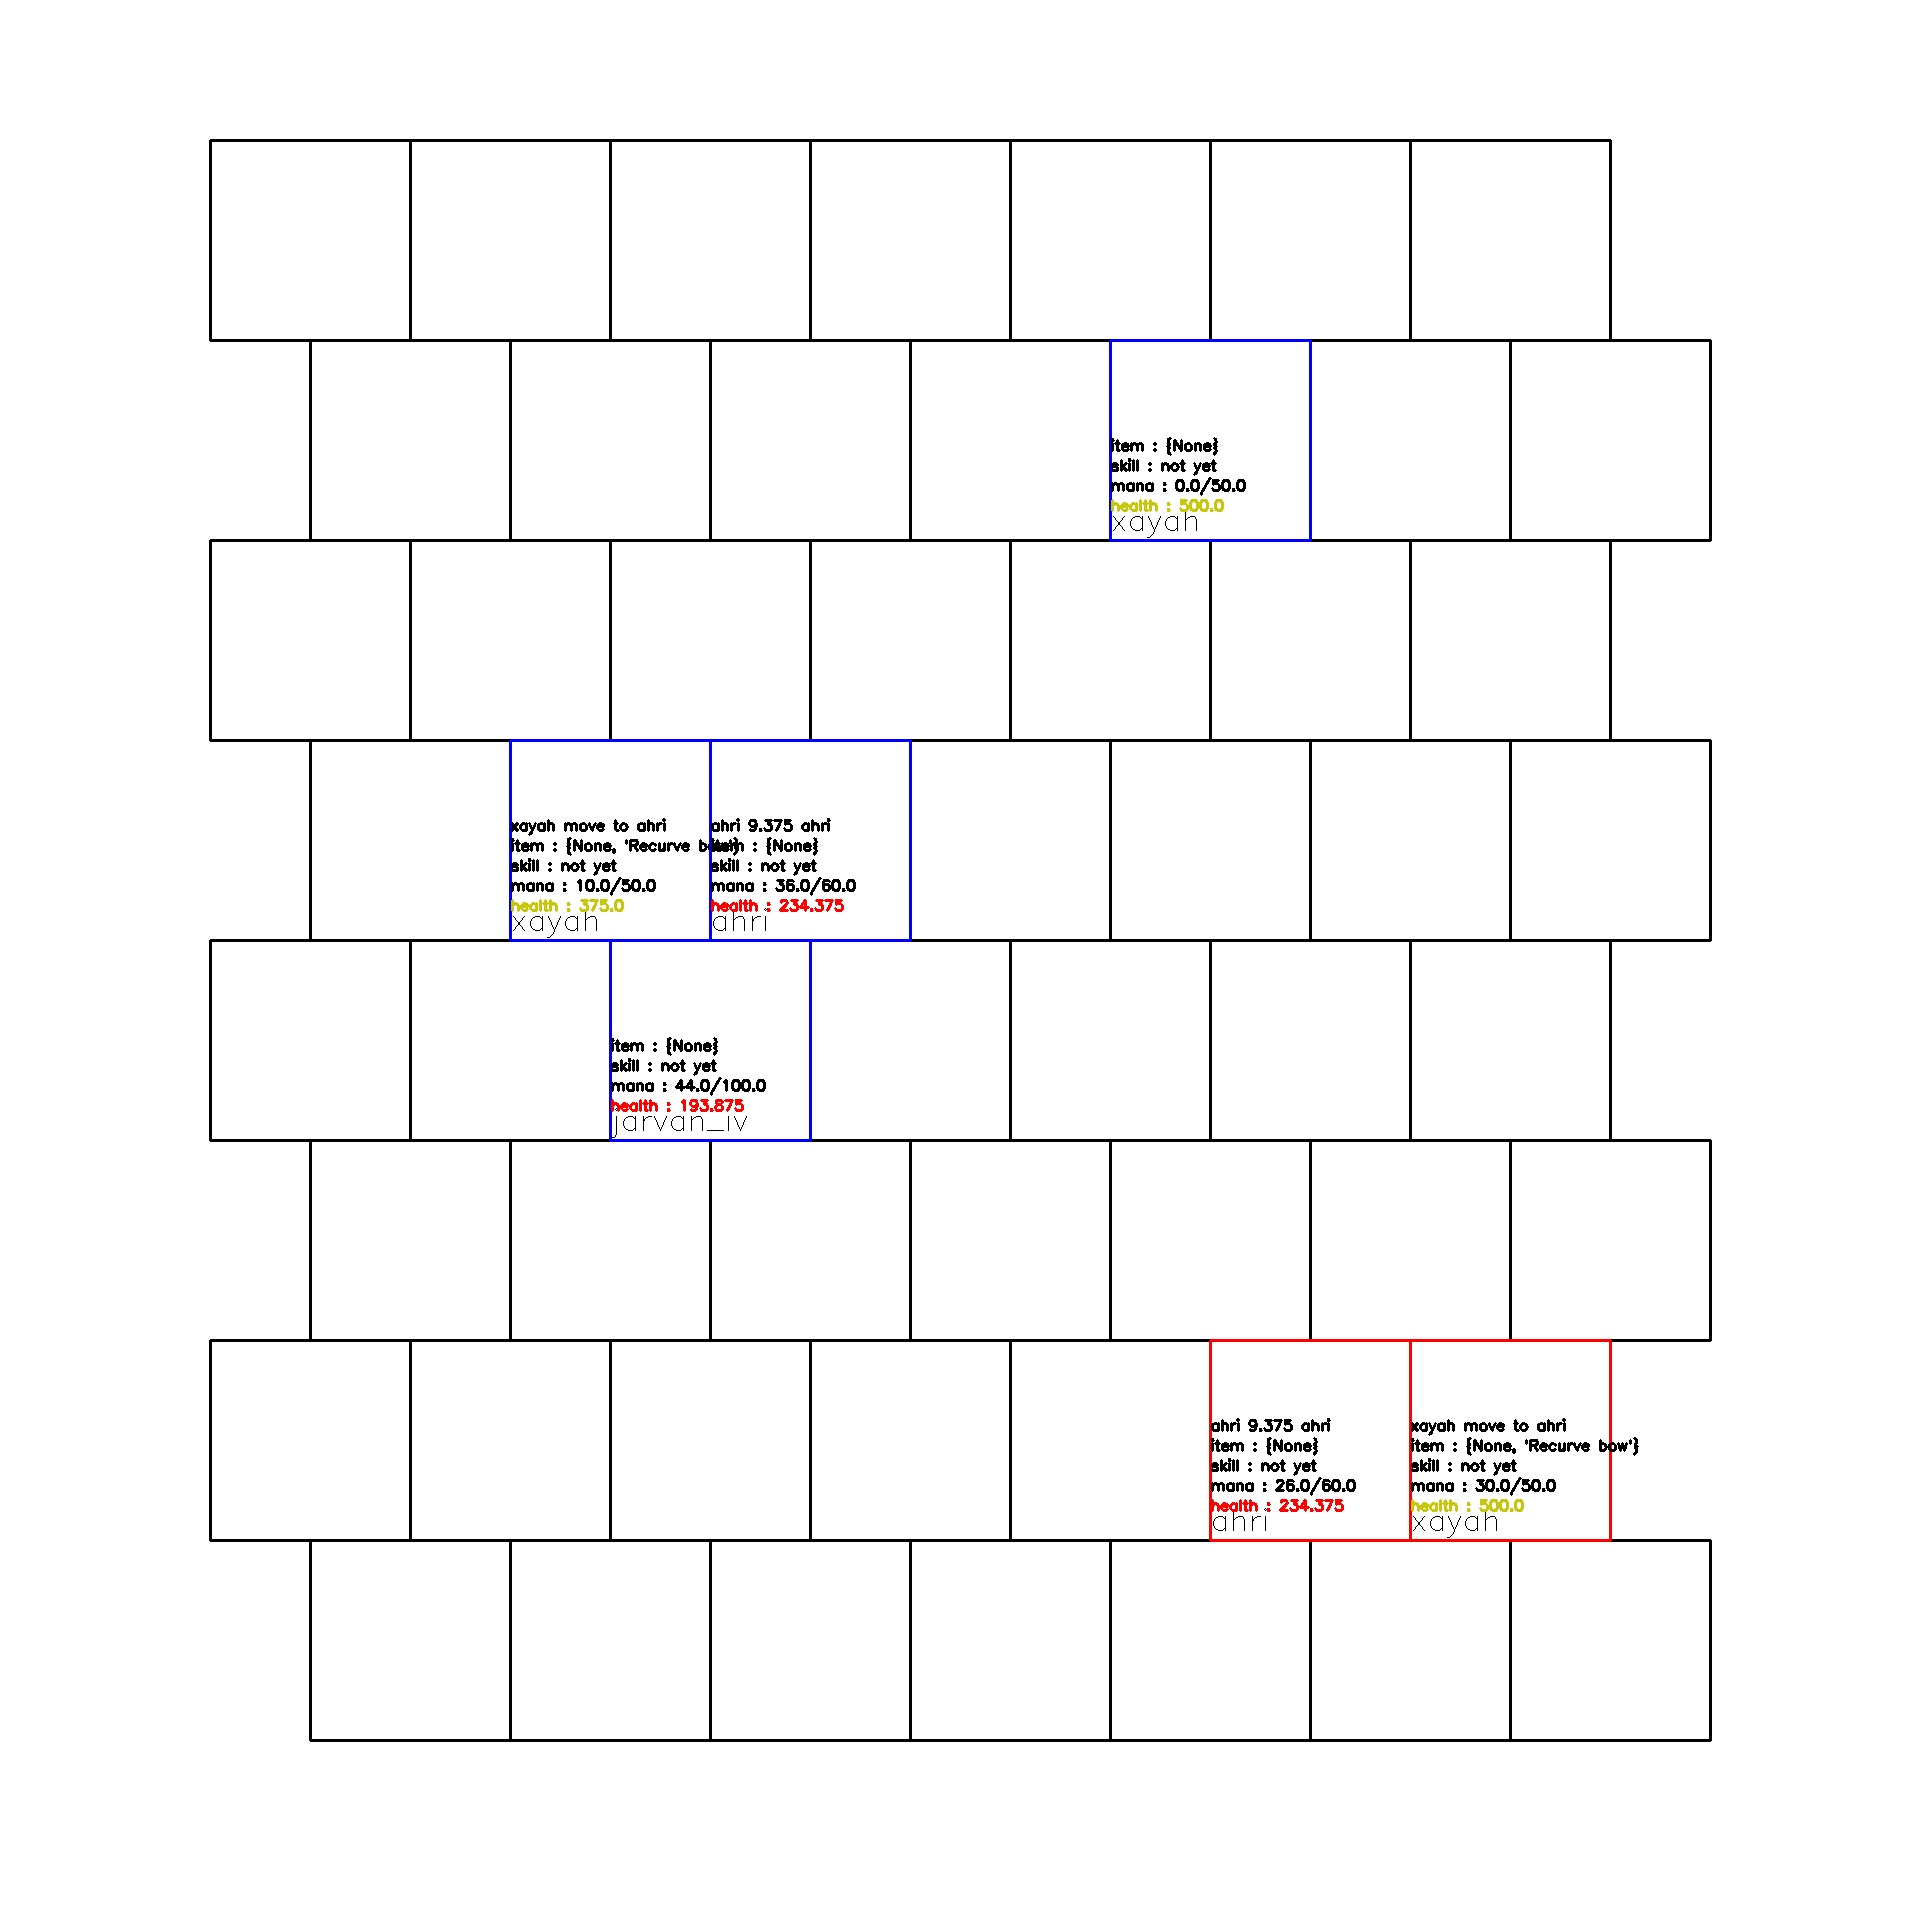 item : {None}
skill : not yet
mana : 0.0/50.0
health : 500.0
xayah
xayah move to ahri
item : {None, 'Recurve bow'}
skill : not yet
mana : 10.0/50.0
health : 375.0
xayah
ahri 9.375 ahri
item : {None}
skill : not yet
mana : 36.0/60.0
health : 234.375
ahri
item : {None}
skill : not yet
mana : 44.0/100.0
health : 193.875
jarvan_iv
ahri 9.375 ahri
item : {None}
skill : not yet
mana : 26.0/60.0
health : 234.375
ahri
xayah move to ahri
item : {None, 'Recurve bow'}
skill : not yet
mana : 30.0/50.0
health : 500.0
xayah